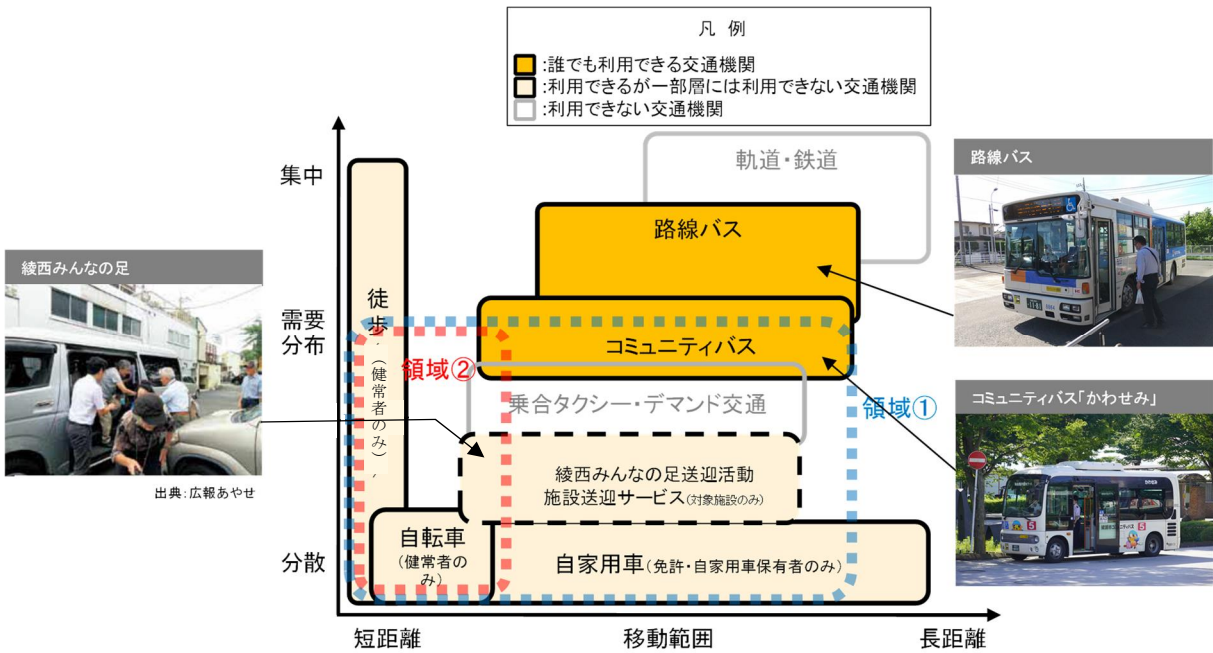 凡 例
:誰でも利用できる交通機関
:利用できるが一部層には利用できない交通機関
:利用できない交通機関
集中
需要
分布
分散
短距離
移動範囲
長距離
軌道・鉄道
路線バス
コミュニティバス
乗合タクシー・デマンド交通
綾西みんなの足送迎活動
施設送迎サービス(対象施設のみ)
自家用車(免許・自家用車保有者のみ)
自転車
(健常者の
み)
徒歩
(健常者のみ)
領域②
領域①
綾西みんなの足
出典:広報あやせ
路線バス
コミュニティバス「かわせみ」
5
5